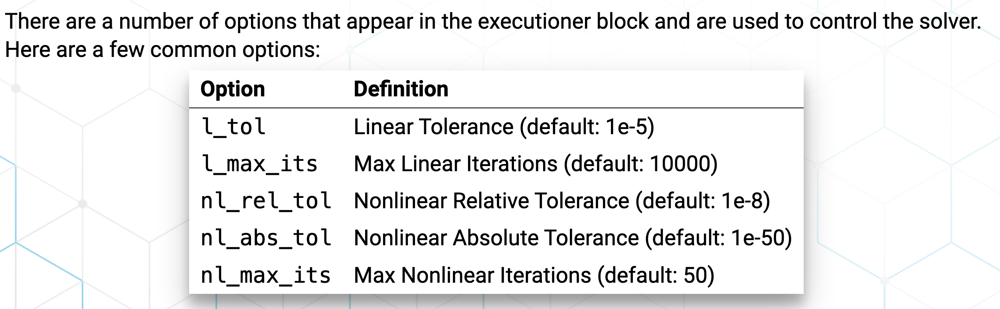 There are a number of options that appear in the executioner block and are used to control the solver.
Here are a few common options:
Option Definition
l_tol Linear Tolerance (default: 1e-5)
l_max_its Max Linear Iterations (default: 10000)
nl_rel_tol Nonlinear Relative Tolerance (default: 1e-8)
nl_abs_tol Nonlinear Absolute Tolerance (default: 1e-50)
nl_max_its Max Nonlinear Iterations (default: 50)